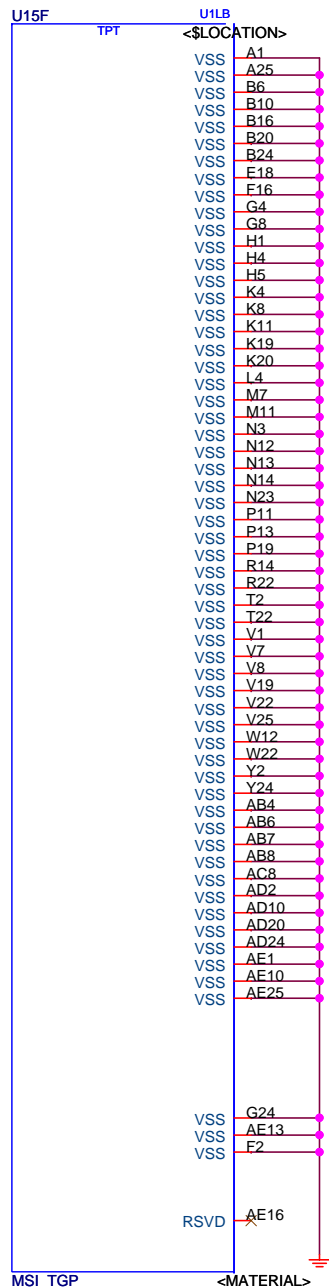 U15F U1LB
TPT <$LOCATION>
VSS A1
VSS A25
VSS B6
VSS B10
VSS B16
VSS B20
VSS B24
VSS E18
VSS F16
VSS G4
VSS G8
VSS H1
VSS H4
VSS H5
VSS K4
VSS K8
VSS K11
VSS K19
VSS K20
VSS L4
VSS M7
VSS M11
VSS N3
VSS N12
VSS N13
VSS N14
VSS N23
VSS P11
VSS P13
VSS P19
VSS R14
VSS R22
VSS T2
VSS T22
VSS V1
VSS V7
VSS V8
VSS V19
VSS V22
VSS V25
VSS W12
VSS W22
VSS Y2
VSS Y24
VSS AB4
VSS AB6
VSS AB7
VSS AB8
VSS AC8
VSS AD2
VSS AD10
VSS AD20
VSS AD24
VSS AE1
VSS AE10
VSS AE25
VSS G24
VSS AE13
VSS F2
RSVD AE16
MSI_TGP <MATERIAL>